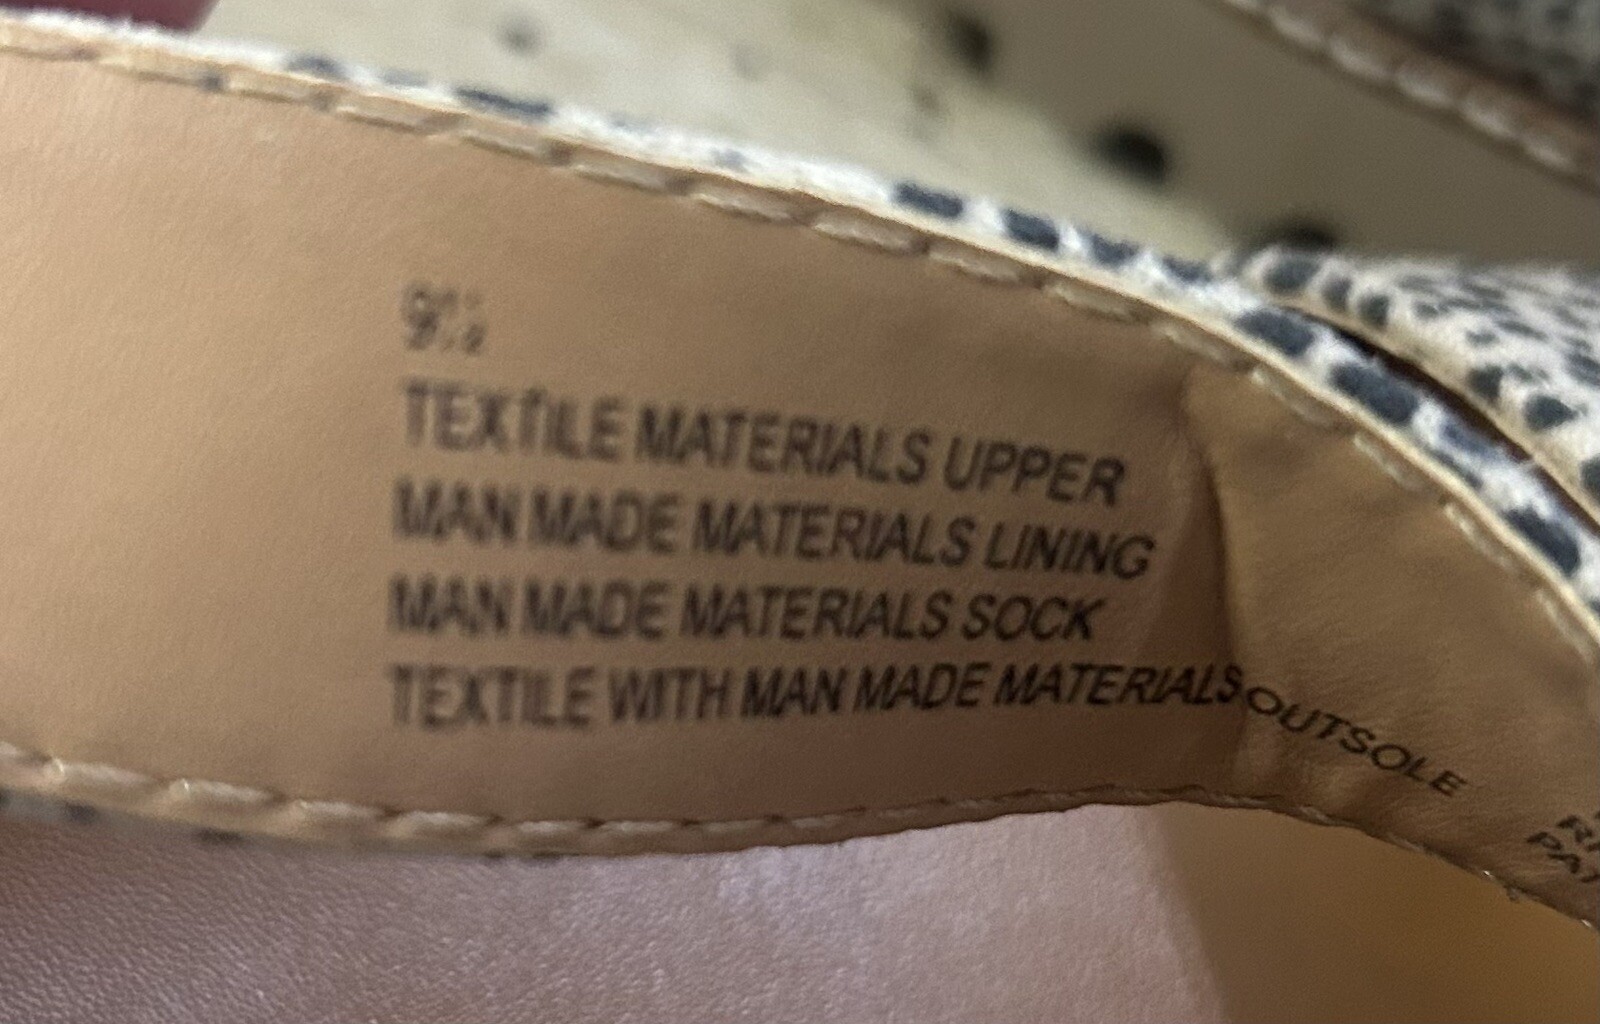 9½
TEXTILE MATERIALS UPPER
MAN MADE MATERIALS LINING
MAN MADE MATERIALS SOCK
TEXTILE WITH MAN MADE MATERIALS OUTSOLE